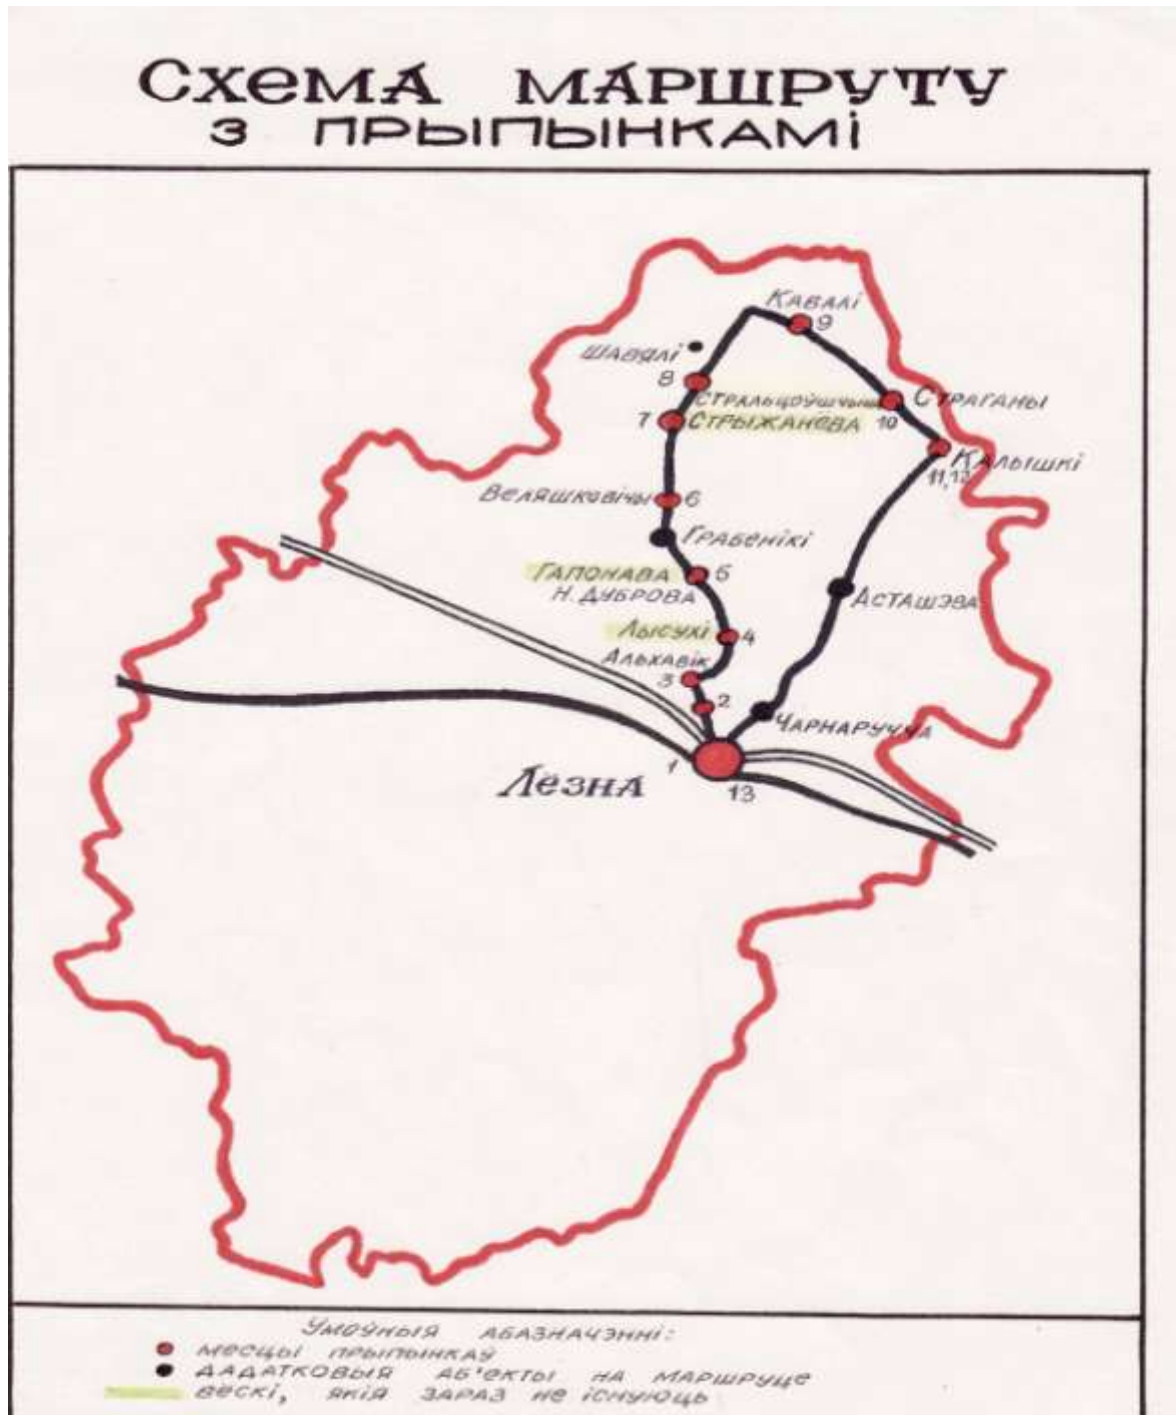 Схема маршруту
з прыпынкамі
Кавалі
9
Шавялі
8
Стральцоўшчына
Страганы
7
Стрыжанёва
10
Калышкі
11,12
Веляшковічы
6
Грабенікі
Гапонава
5
Н. Дуброва
Асташэва
Лысухі
4
Альхавік
3
2
Чарнаручча
1
Лёзна
13
Умоўныя абазначэнні:
месцы прыпынкаў
дадатковыя аб'екты на маршруце
вёскі, якія зараз не існуюць